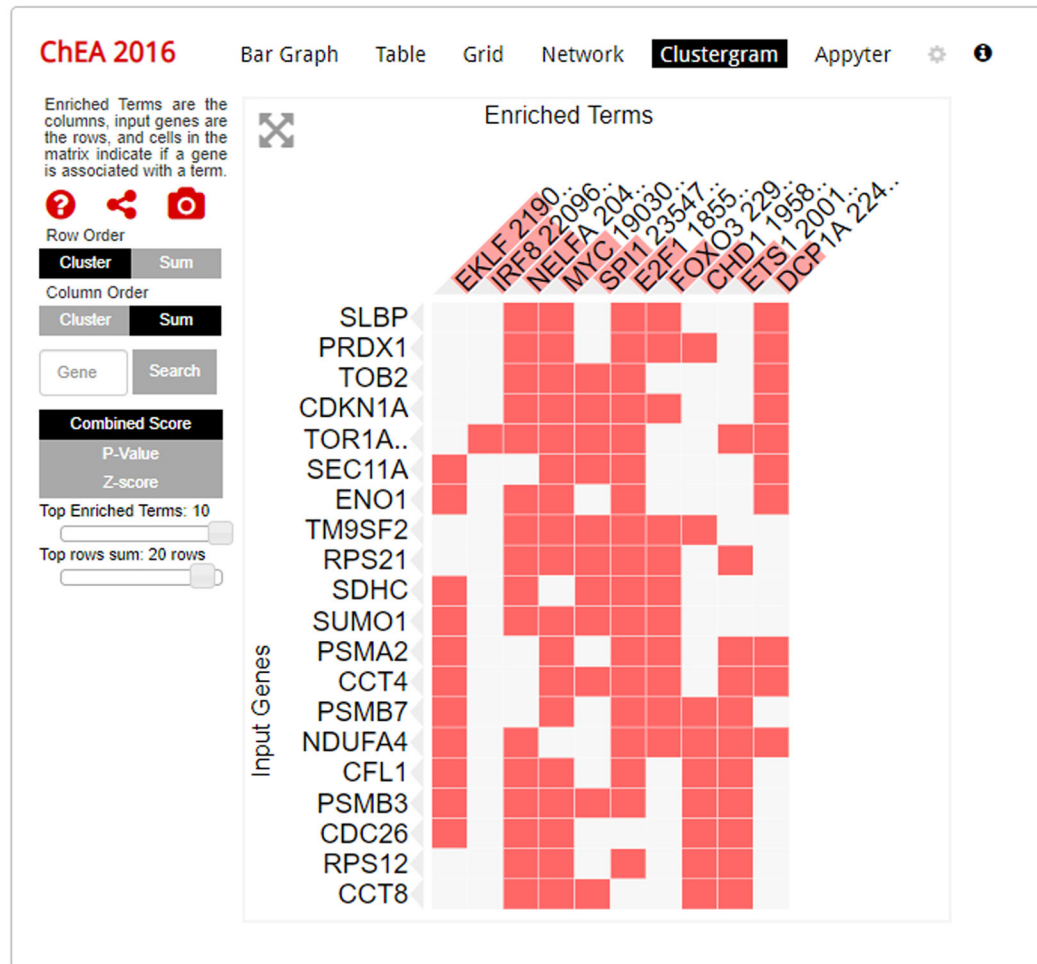 ChEA 2016
Bar Graph Table Grid Network Clustergram Appyter
Enriched Terms are the
columns, input genes are
the rows, and cells in the
matrix indicate if a gene
is associated with a term.
Row Order
Cluster Sum
Column Order
Cluster Sum
Gene Search
Combined Score
P-Value
Z-score
Top Enriched Terms: 10
Top rows sum: 20 rows
Enriched Terms
EKLF 2190..
IRF8 22096..
NELFA 204..
MYC 19030..
SPI1 23547..
E2F1 1855..
FOXO3 229..
CHD1 1958..
ETS1 2001..
DCP1A 224..
Input Genes
SLBP
PRDX1
TOB2
CDKN1A
TOR1A..
SEC11A
ENO1
TM9SF2
RPS21
SDHC
SUMO1
PSMA2
CCT4
PSMB7
NDUFA4
CFL1
PSMB3
CDC26
RPS12
CCT8